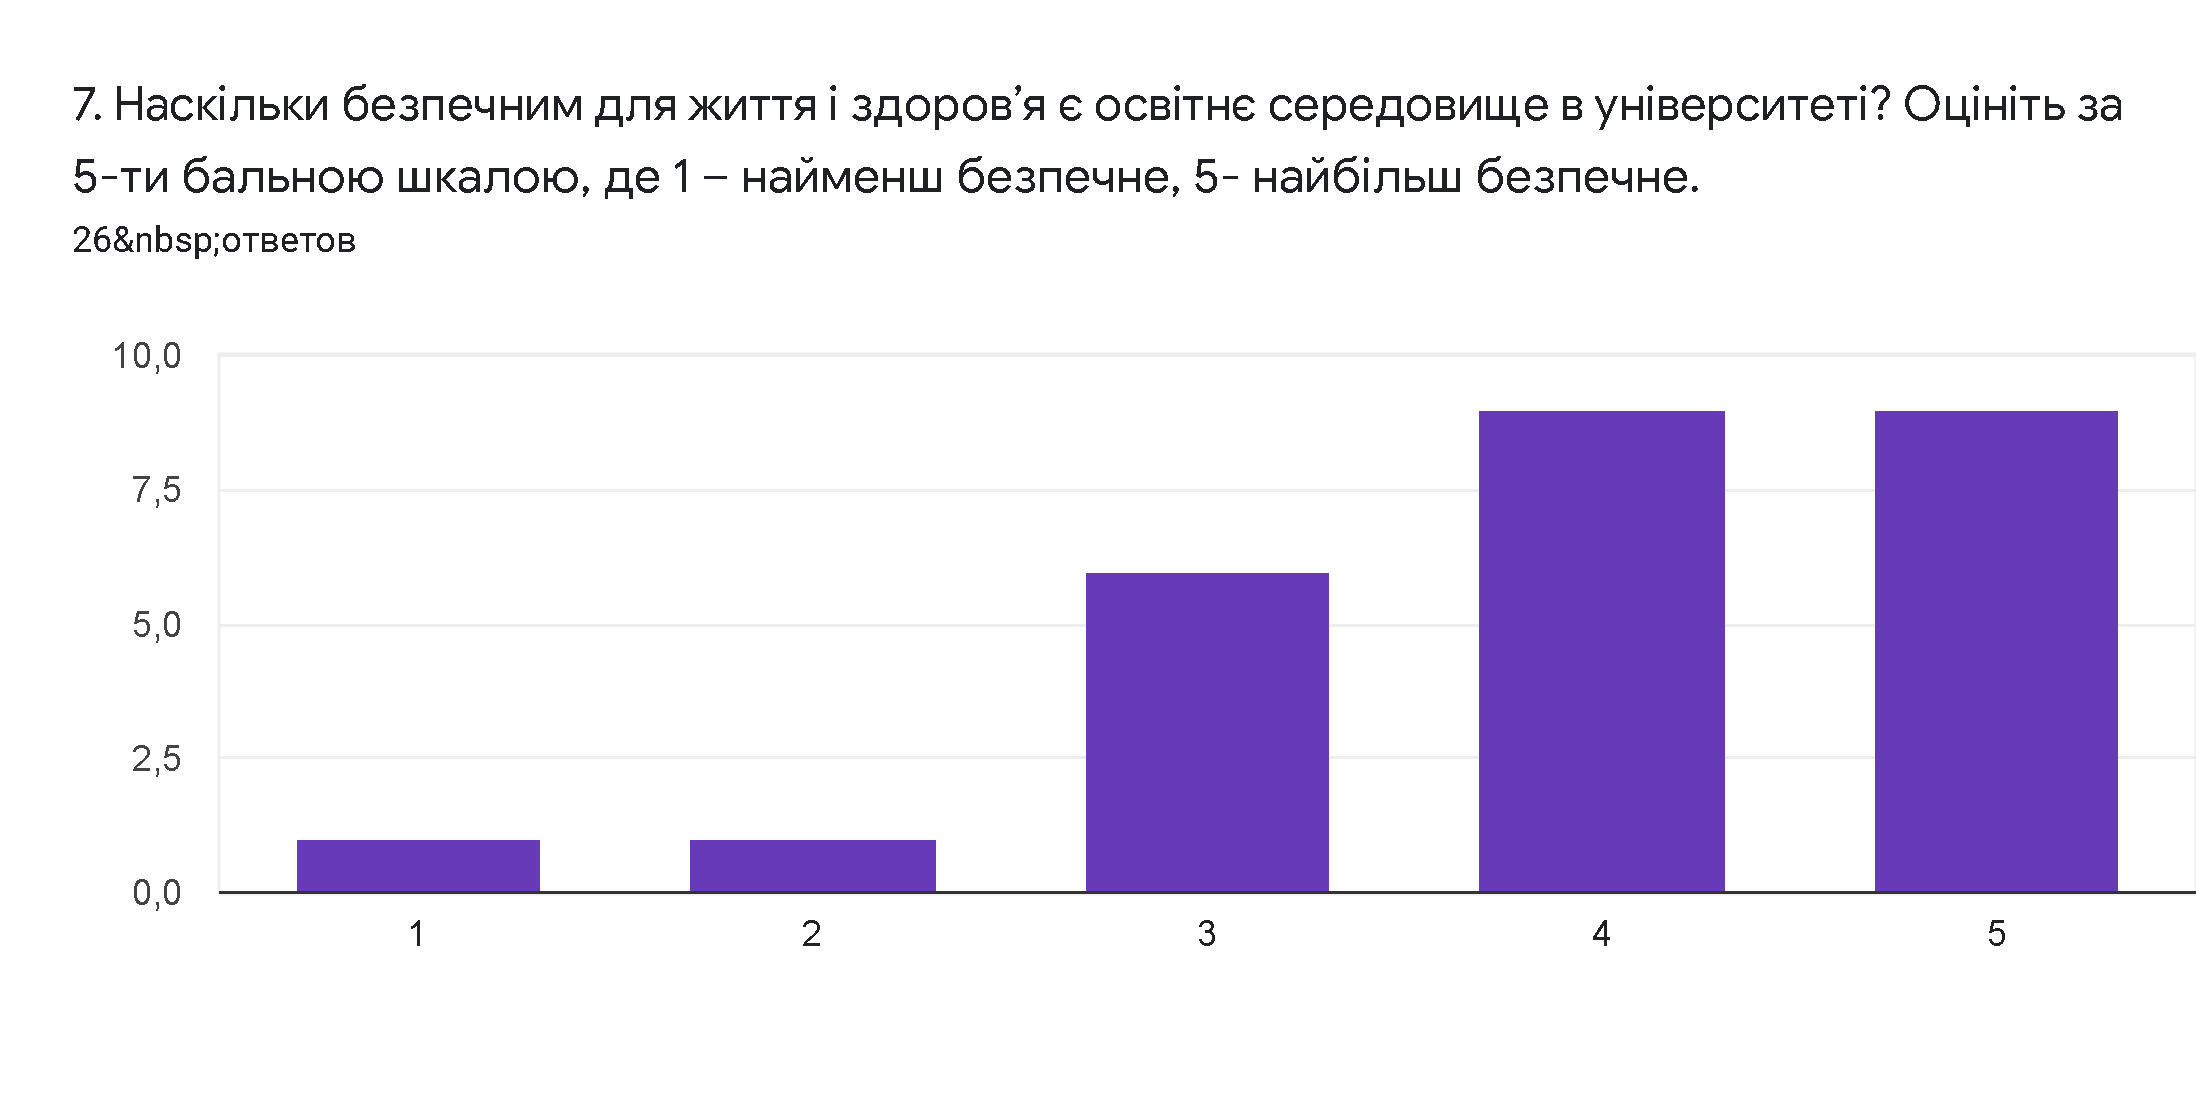 7. Наскільки безпечним для життя і здоров’я є освітнє середовище в університеті? Оцініть за
5-ти бальною шкалою, де 1 – найменш безпечне, 5- найбільш безпечне.
26&nbsp;ответов
10,0
7,5
5,0
2,5
0,0
1 2 3 4 5